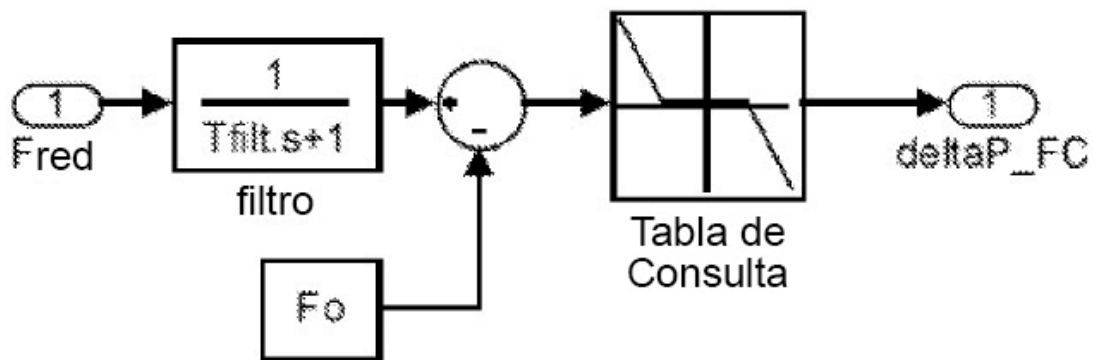 1
Fred
1
Tfilt.s+1
filtro
+
-
Fo
Tabla de
Consulta
1
deltaP_FC